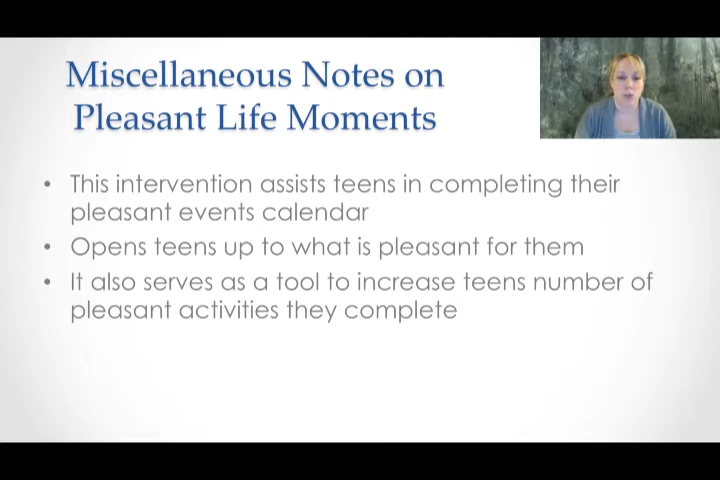 Miscellaneous Notes on
Pleasant Life Moments
• This intervention assists teens in completing their
pleasant events calendar
• Opens teens up to what is pleasant for them
• It also serves as a tool to increase teens number of
pleasant activities they complete